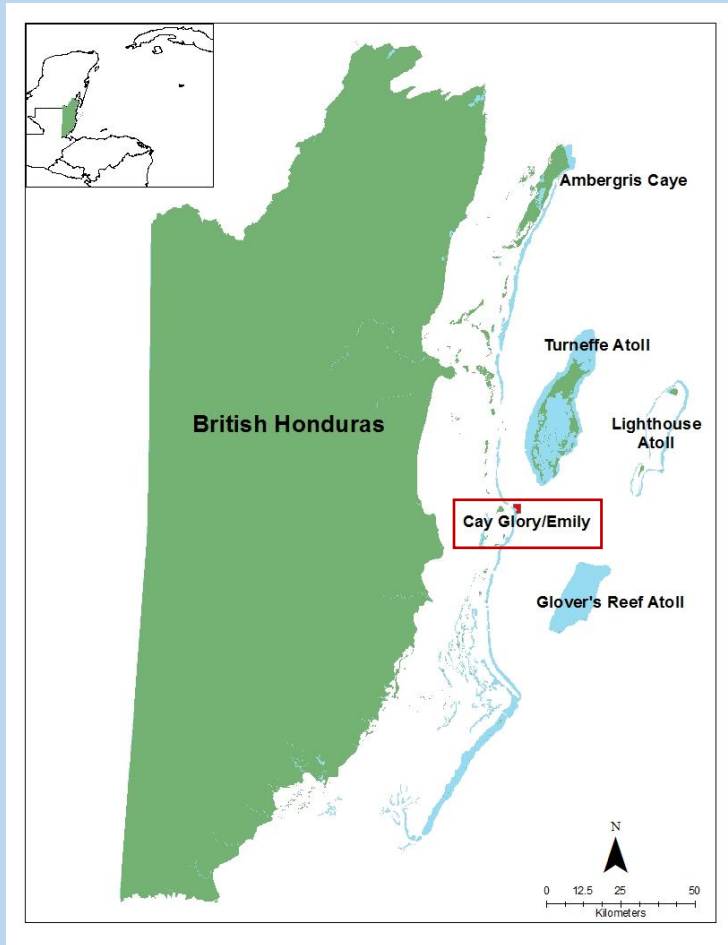 Ambergris Caye
Turneffe Atoll
British Honduras
Lighthouse
Atoll
Cay Glory/Emily
Glover's Reef Atoll
N
0 12.5 25 50
Kilometers